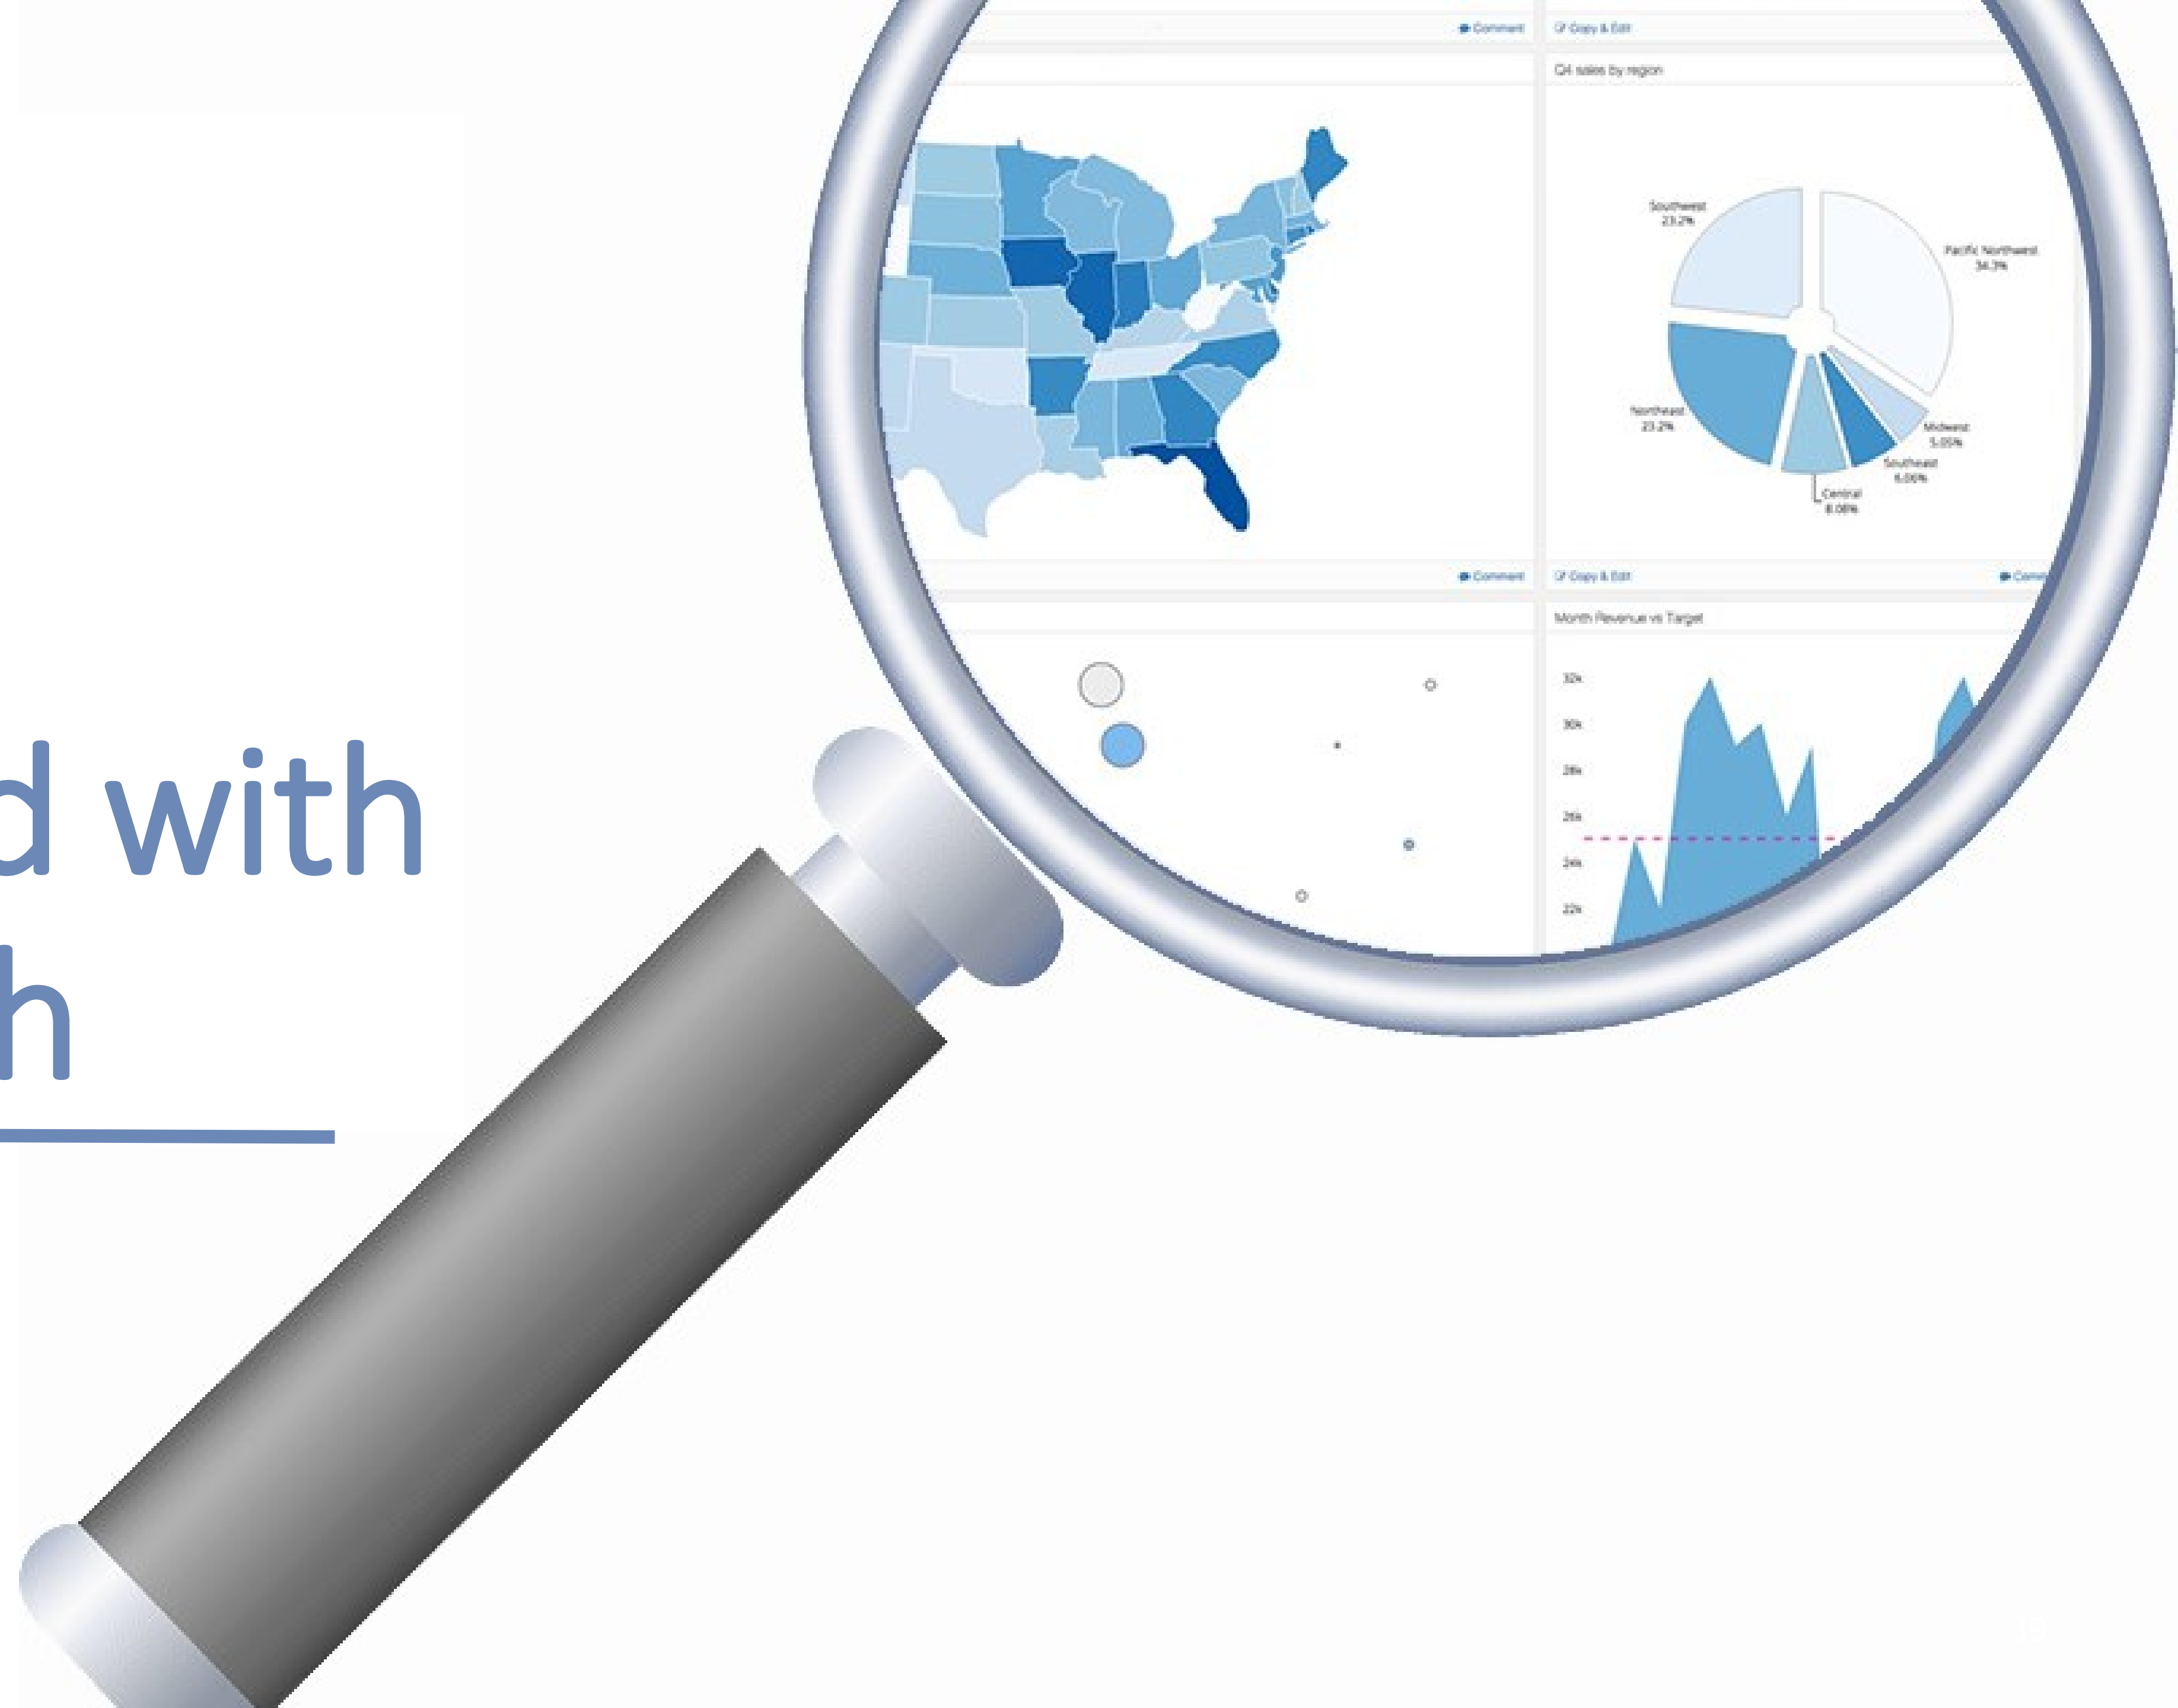 Comment
Copy & Edit
Q4 sales by region
Southwest
23.2%
Pacific Northwest
34.3%
Northeast
23.2%
Midwest
5.05%
Southeast
6.06%
Central
8.08%
Comment
Copy & Edit
Comm
Month Revenue vs Target
32k
30k
28k
26k
24k
22k
d with
h